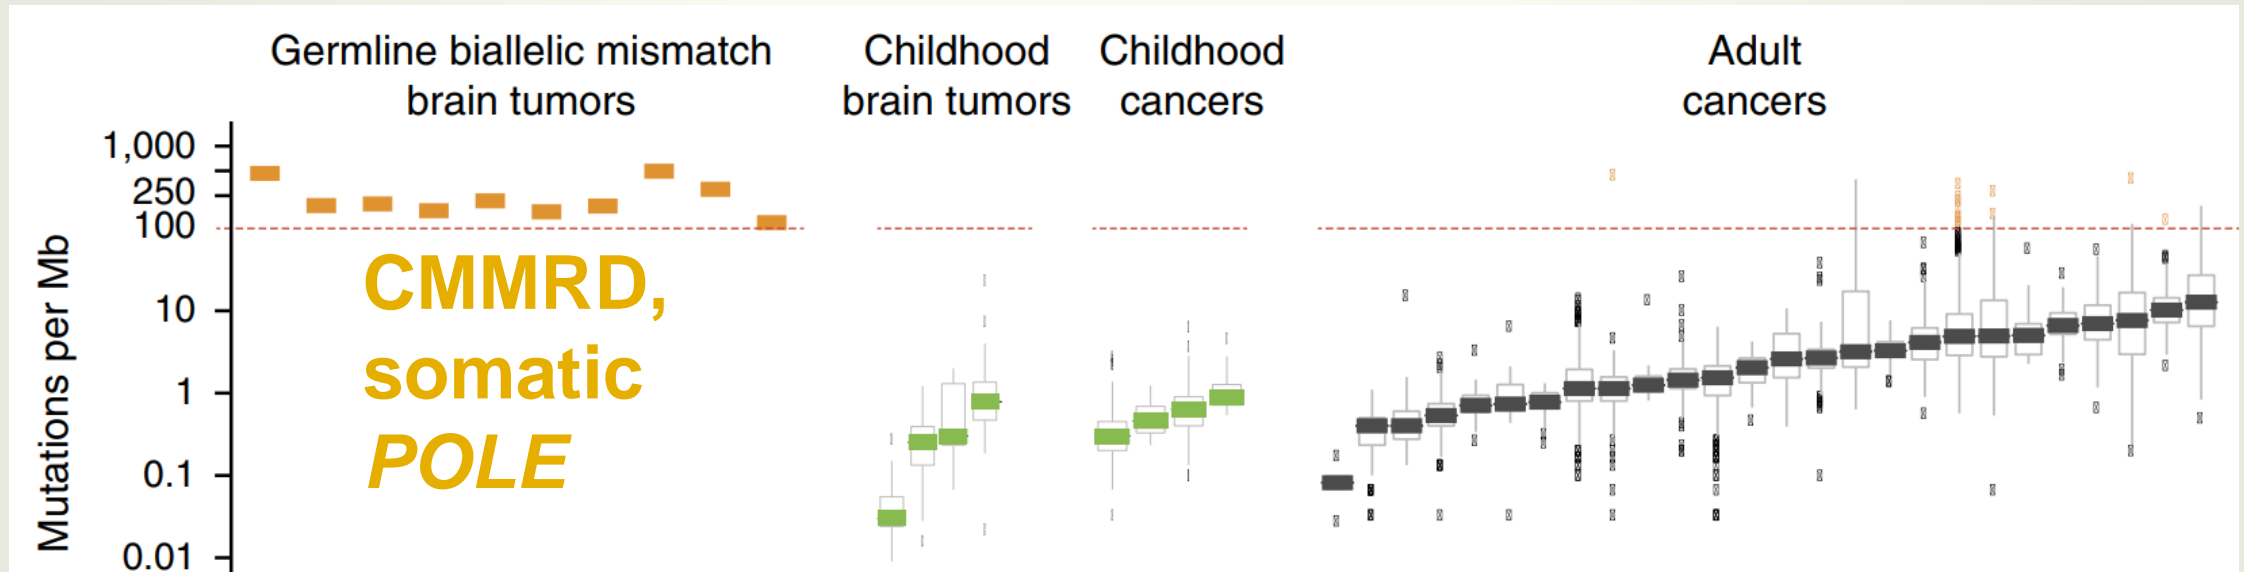 Germline biallelic mismatch
brain tumors
Childhood
brain tumors
Childhood
cancers
Adult
cancers
Mutations per Mb
1,000
250
100
10
1
0.1
0.01
CMMRD,
somatic
POLE